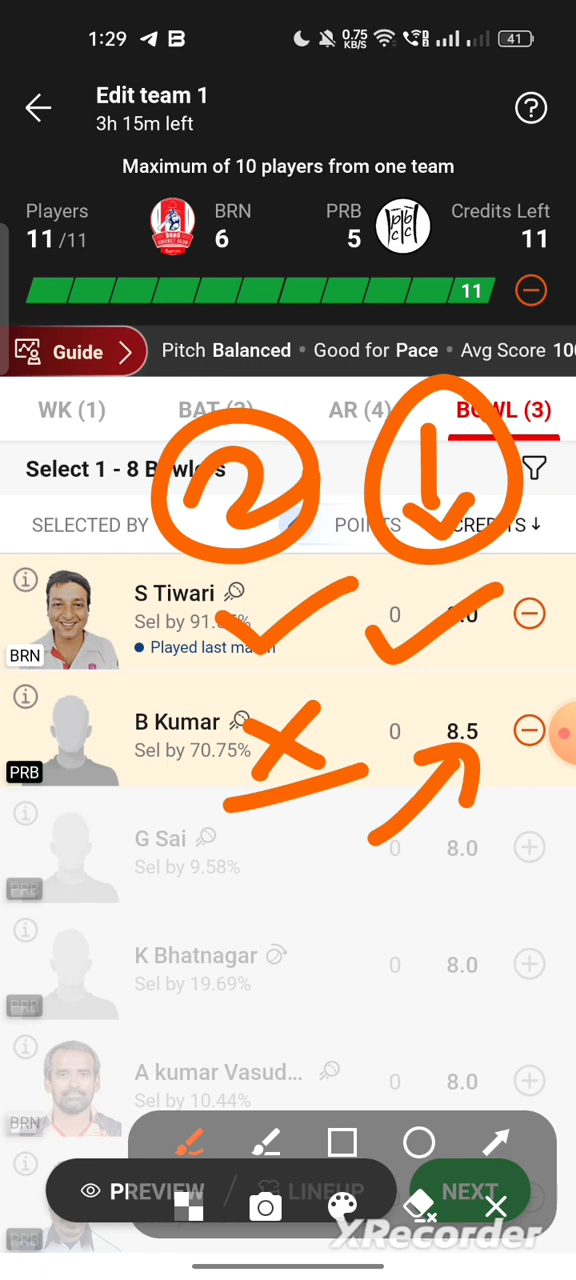 1:29 0.75 KB/S 41
Edit team 1
3h 15m left
Maximum of 10 players from one team
Players BRN PRB Credits Left
11 /11 6 5 11
11
Guide Pitch Balanced • Good for Pace • Avg Score 100
WK (1) BAT AR (4) BOWL (3)
Select 1 - 8 Bowlers
SELECTED BY POINTS CREDITS ↓
S Tiwari
Sel by 91. % 0
Played last match
BRN
B Kumar
Sel by 70.75% 0 8.5
PRB
G Sai
Sel by 9.58% 0 8.0
PRB
K Bhatnagar
Sel by 19.69% 0 8.0
PRB
A kumar Vasud...
Sel by 10.44% 0 8.0
BRN
PREVIEW / LINEUP NEXT
PRB
XRecorder